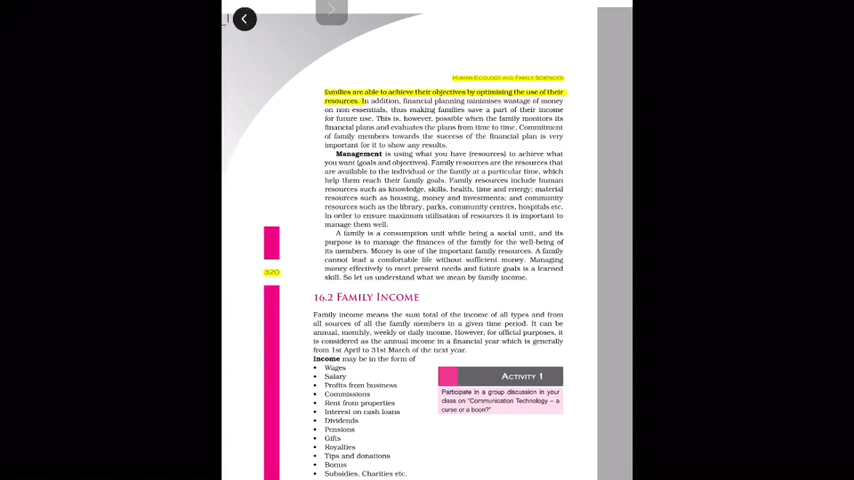 HUMAN ECOLOGY AND FAMILY SCIENCES
families are able to achieve their objectives by optimising the use of their
resources. In addition, financial planning minimises wastage of money
on non essentials, thus making families save a part of their income
for future use. This is, however, possible when the family monitors its
financial plans and evaluates the plans from time to time. Commitment
of family members towards the success of the financial plan is very
important for it to show any results.
Management is using what you have (resources) to achieve what
you want (goals and objectives). Family resources are the resources that
are available to the individual or the family at a particular time, which
help them reach their family goals. Family resources include human
resources such as knowledge, skills, health, time and energy; material
resources such as housing, money and investments; and community
resources such as the library, parks, community centres, hospitals etc.
In order to ensure maximum utilisation of resources it is important to
manage them well.
A family is a consumption unit while being a social unit, and its
purpose is to manage the finances of the family for the well-being of
its members. Money is one of the important family resources. A family
cannot lead a comfortable life without sufficient money. Managing
money effectively to meet present needs and future goals is a learned
skill. So let us understand what we mean by family income.
320
16.2 FAMILY INCOME
Family income means the sum total of the income of all types and from
all sources of all the family members in a given time period. It can be
annual, monthly, weekly or daily income. However, for official purposes, it
is considered as the annual income in a financial year which is generally
from 1st April to 31st March of the next year.
Income may be in the form of
• Wages
• Salary
• Profits from business
• Commissions
• Rent from properties
• Interest on cash loans
• Dividends
• Pensions
• Gifts
• Royalties
• Tips and donations
• Bonus
• Subsidies, Charities etc.
ACTIVITY 1
Participate in a group discussion in your
class on "Communication Technology – a
curse or a boon?"